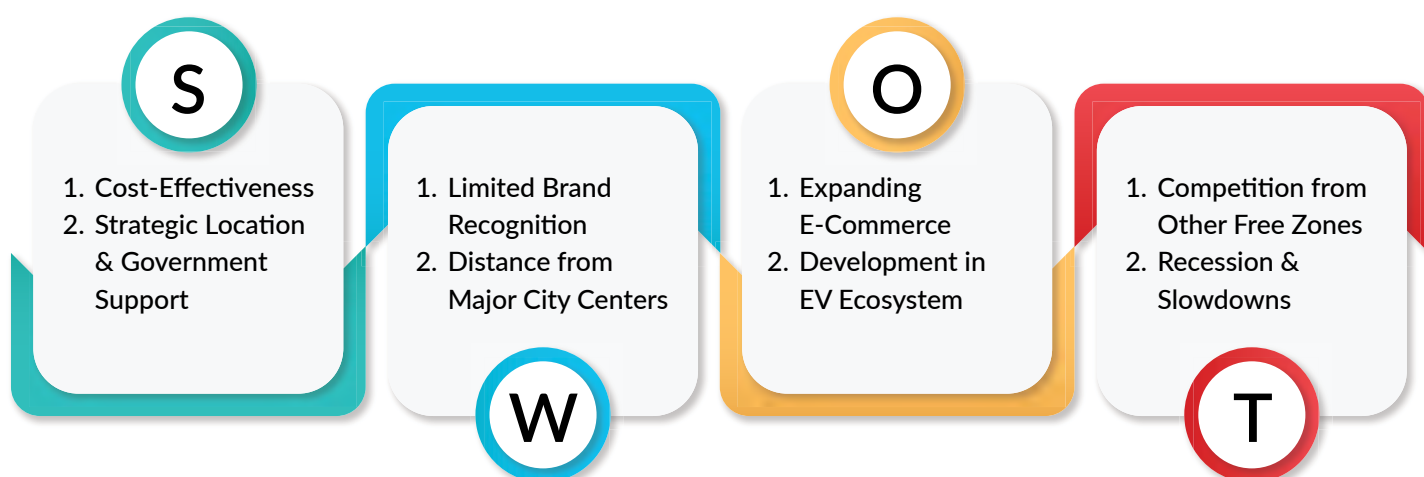 S
1. Cost-Effectiveness
2. Strategic Location
& Government
Support
1. Limited Brand
Recognition
2. Distance from
Major City Centers
W
O
1. Expanding
E-Commerce
2. Development in
EV Ecosystem
1. Competition from
Other Free Zones
2. Recession &
Slowdowns
T